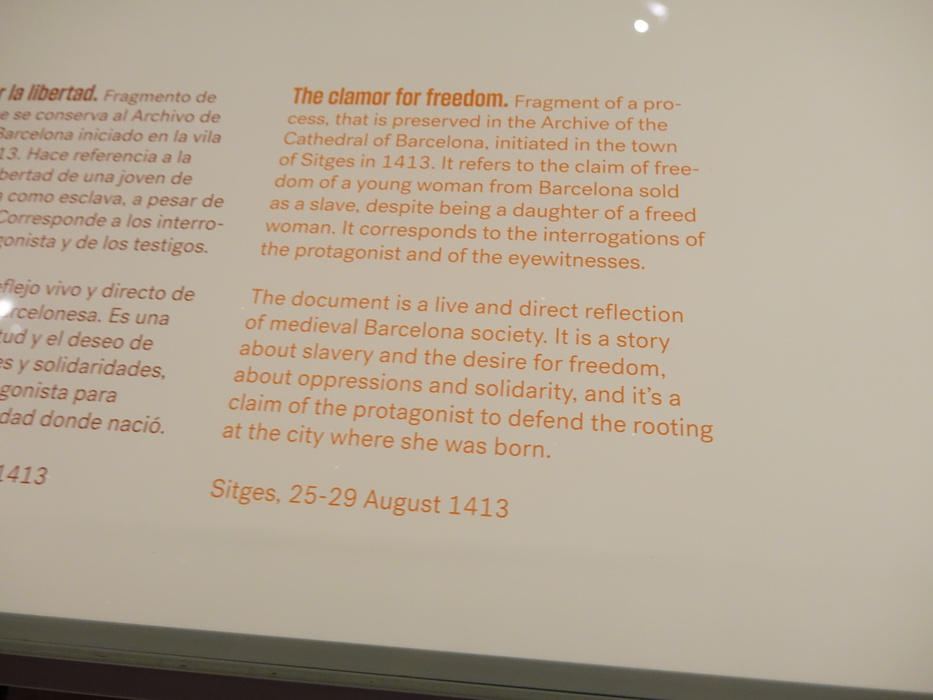 r la libertad. Fragmento de
e se conserva al Archivo de
Barcelona iniciado en la vila
13. Hace referencia a la
bertad de una joven de
a como esclava, a pesar de
Corresponde a los interro-
gonista y de los testigos.
eflejo vivo y directo de
arcelonesa. Es una
tud y el deseo de
es y solidaridades,
gonista para
dad donde nació.
1413
The clamor for freedom. Fragment of a pro-
cess, that is preserved in the Archive of the
Cathedral of Barcelona, initiated in the town
of Sitges in 1413. It refers to the claim of free-
dom of a young woman from Barcelona sold
as a slave, despite being a daughter of a freed
woman. It corresponds to the interrogations of
the protagonist and of the eyewitnesses.
The document is a live and direct reflection
of medieval Barcelona society. It is a story
about slavery and the desire for freedom,
about oppressions and solidarity, and it's a
claim of the protagonist to defend the rooting
at the city where she was born.
Sitges, 25-29 August 1413